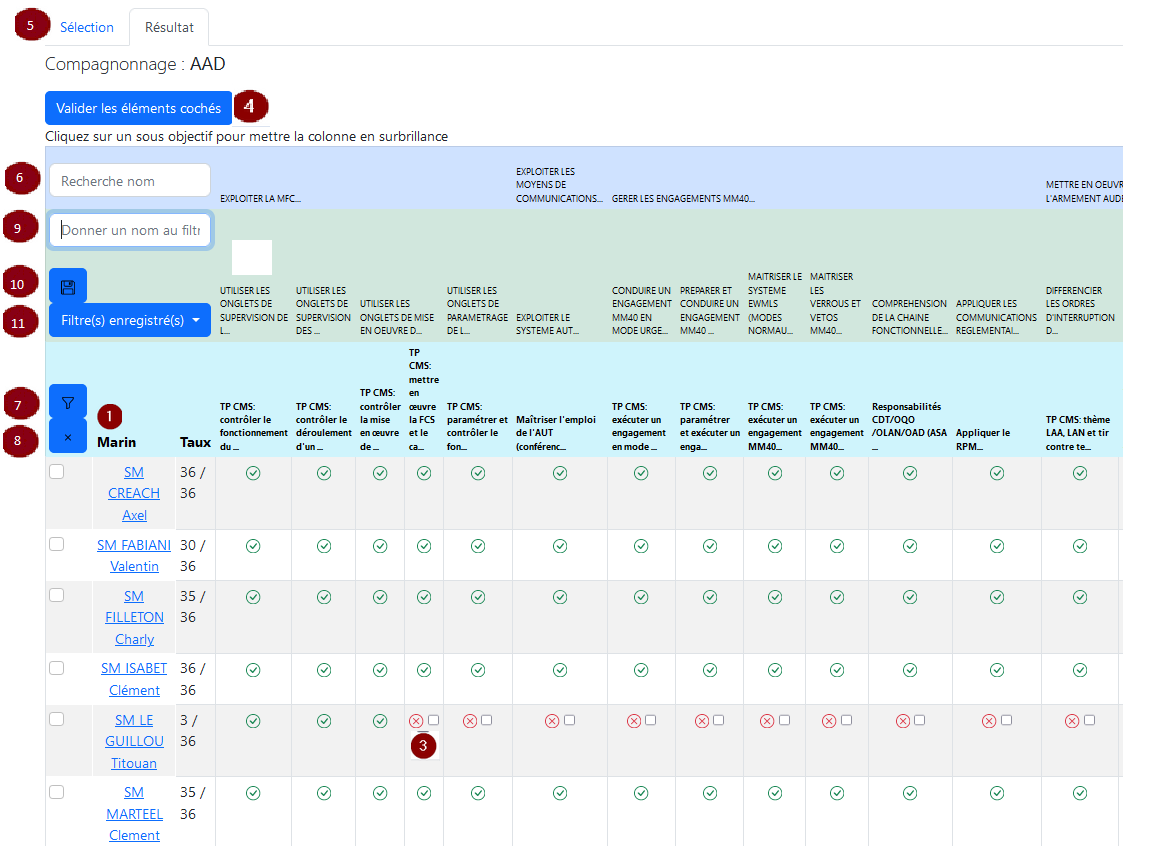 5 Sélection Résultat
Compagnonnage : AAD
Valider les éléments cochés 4
Cliquez sur un sous objectif pour mettre la colonne en surbrillance
6 Recherche nom
EXPLOITER LA MFC...
EXPLOITER LES
MOYENS DE
COMMUNICATIONS...
GERER LES ENGAGEMENTS MM40...
METTRE EN OEUVR
L'ARMEMENT AUDE
9 Donner un nom au filtr
10
11 Filtre(s) enregistré(s)
UTILISER LES
ONGLETS DE
SUPERVISION DE
L...
UTILISER LES
ONGLETS DE
SUPERVISION
DES ...
UTILISER LES
ONGLETS DE MISE
EN OEUVRE D...
UTILISER LES
ONGLETS DE
PARAMETRAGE
DE L...
EXPLOITER LE
SYSTEME AUT...
CONDUIRE UN
ENGAGEMENT
MM40 EN
MODE URGE...
PREPARER ET
CONDUIRE UN
ENGAGEMENT
MM40 ...
MAITRISER LE
SYSTEME
EWMLS
(MODES
NORMAU...
MAITRISER
LES
VERROUS ET
VETOS
MM40...
COMPREHENSION
DE LA CHAINE
FONCTIONNELLE...
APPLIQUER LES
COMMUNICATIONS
REGLEMENTAI...
DIFFERENCIER
LES ORDRES
D'INTERRUPTION
D...
7
8 ×
1
Marin
Taux
TP CMS:
contrôler le
fonctionnement
du ...
TP CMS:
contrôler le
déroulement
d'un ...
TP CMS:
contrôler
la mise
en œuvre
de ...
TP
CMS:
mettre
en
œuvre
la FCS
et le
ca...
TP CMS:
paramétrer et
contrôler le
fon...
Maîtriser l'emploi
de l'AUT
(conférenc...
TP CMS:
exécuter un
engagement
en mode ...
TP CMS:
paramétrer
et exécuter un
enga...
TP CMS:
exécuter un
engagement
MM40...
TP CMS:
exécuter un
engagement
MM40...
Responsabilités
CDT/OQO
/OLAN/OAD (ASA
...
Appliquer le
RPM...
TP CMS: thème
LAA, LAN et tir
contre te...
SM
CREACH
Axel
36 /
36
SM FABIANI
Valentin
30 /
36
SM
FILLETON
Charly
35 /
36
SM ISABET
Clément
36 /
36
SM LE
GUILLOU
Titouan
3 /
36
3
SM
MARTEEL
Clement
35 /
36